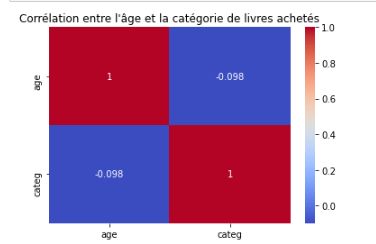 Corrélation entre l'âge et la catégorie de livres achetés
1.0
age
1
-0.098
0.8
0.6
0.4
categ
-0.098
1
0.2
0.0
age
categ